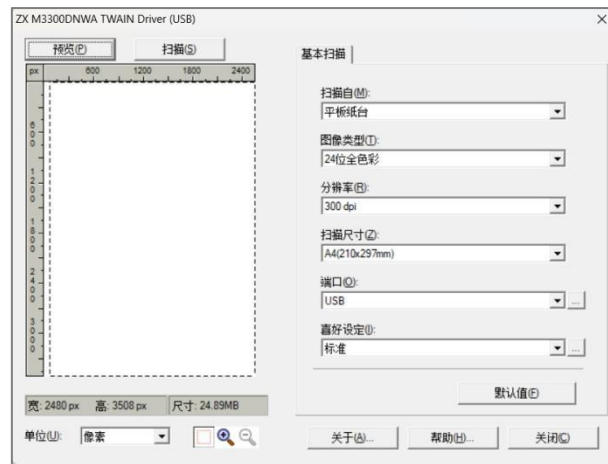 ZX M3300DNWA TWAIN Driver (USB)
预览(P)
扫描(S)
px 600 1200 1800 2400
600
1200
1800
2400
3000
宽: 2480 px 高: 3508 px 尺寸: 24.89MB
单位(U): 像素
基本扫描
扫描自(M):
平板纸台
图像类型(T):
24位全色彩
分辨率(R):
300 dpi
扫描尺寸(Z):
A4(210x297mm)
端口(O):
USB
...
喜好设定(I):
标准
...
默认值(F)
关于(A)...
帮助(H)...
关闭(C)